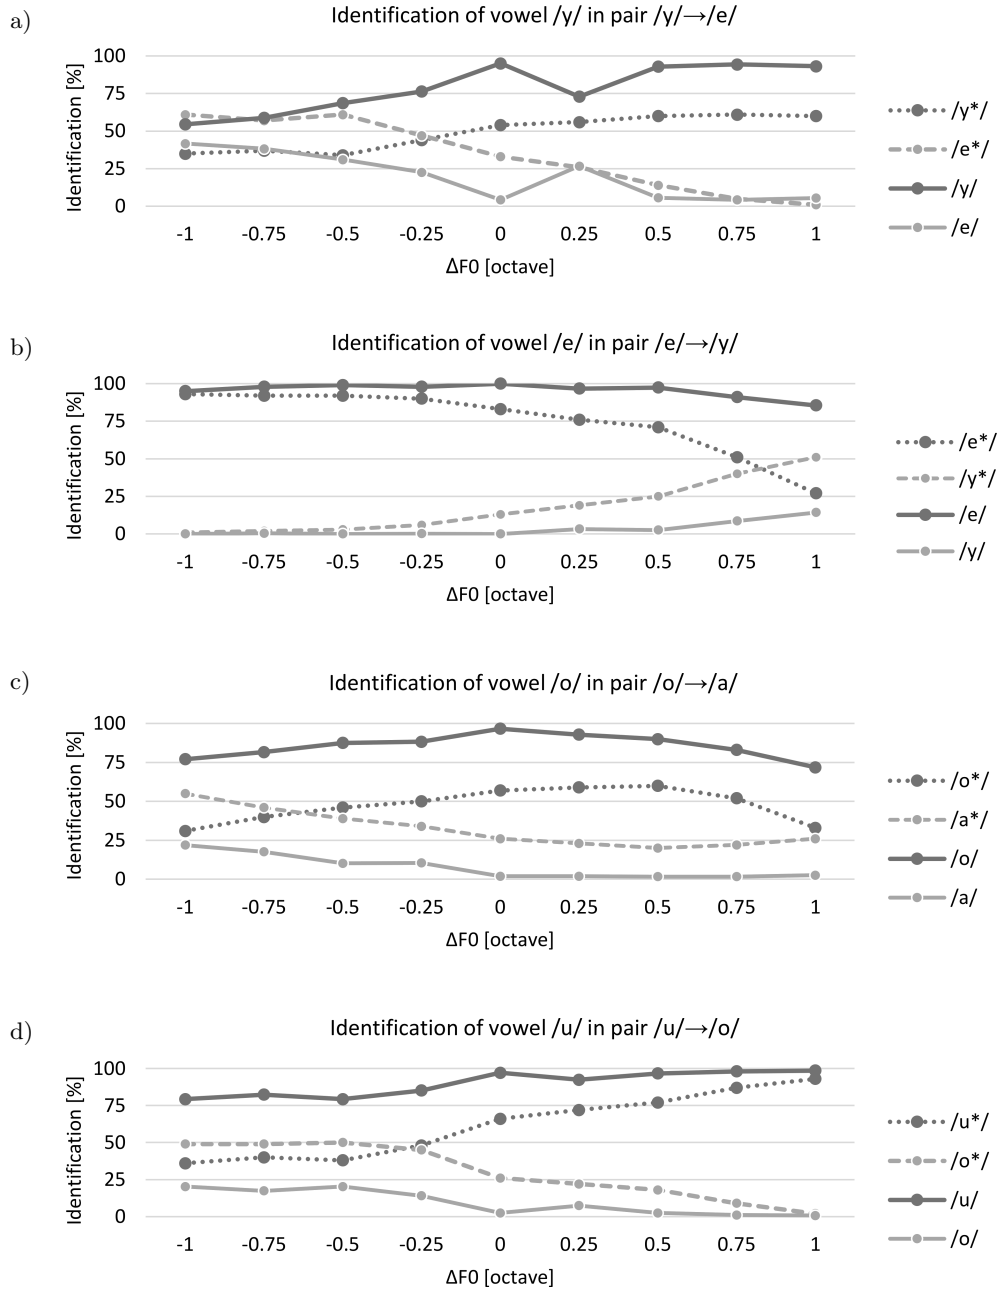 a)
Identification of vowel /y/ in pair /y/→/e/
Identification [%]
100
75
50
25
0
-1 -0.75 -0.5 -0.25 0 0.25 0.5 0.75 1
ΔF0 [octave]
/y*/
/e*/
/y/
/e/
b)
Identification of vowel /e/ in pair /e/→/y/
Identification [%]
100
75
50
25
0
-1 -0.75 -0.5 -0.25 0 0.25 0.5 0.75 1
ΔF0 [octave]
/e*/
/y*/
/e/
/y/
c)
Identification of vowel /o/ in pair /o/→/a/
Identification [%]
100
75
50
25
0
-1 -0.75 -0.5 -0.25 0 0.25 0.5 0.75 1
ΔF0 [octave]
/o*/
/a*/
/o/
/a/
d)
Identification of vowel /u/ in pair /u/→/o/
Identification [%]
100
75
50
25
0
-1 -0.75 -0.5 -0.25 0 0.25 0.5 0.75 1
ΔF0 [octave]
/u*/
/o*/
/u/
/o/